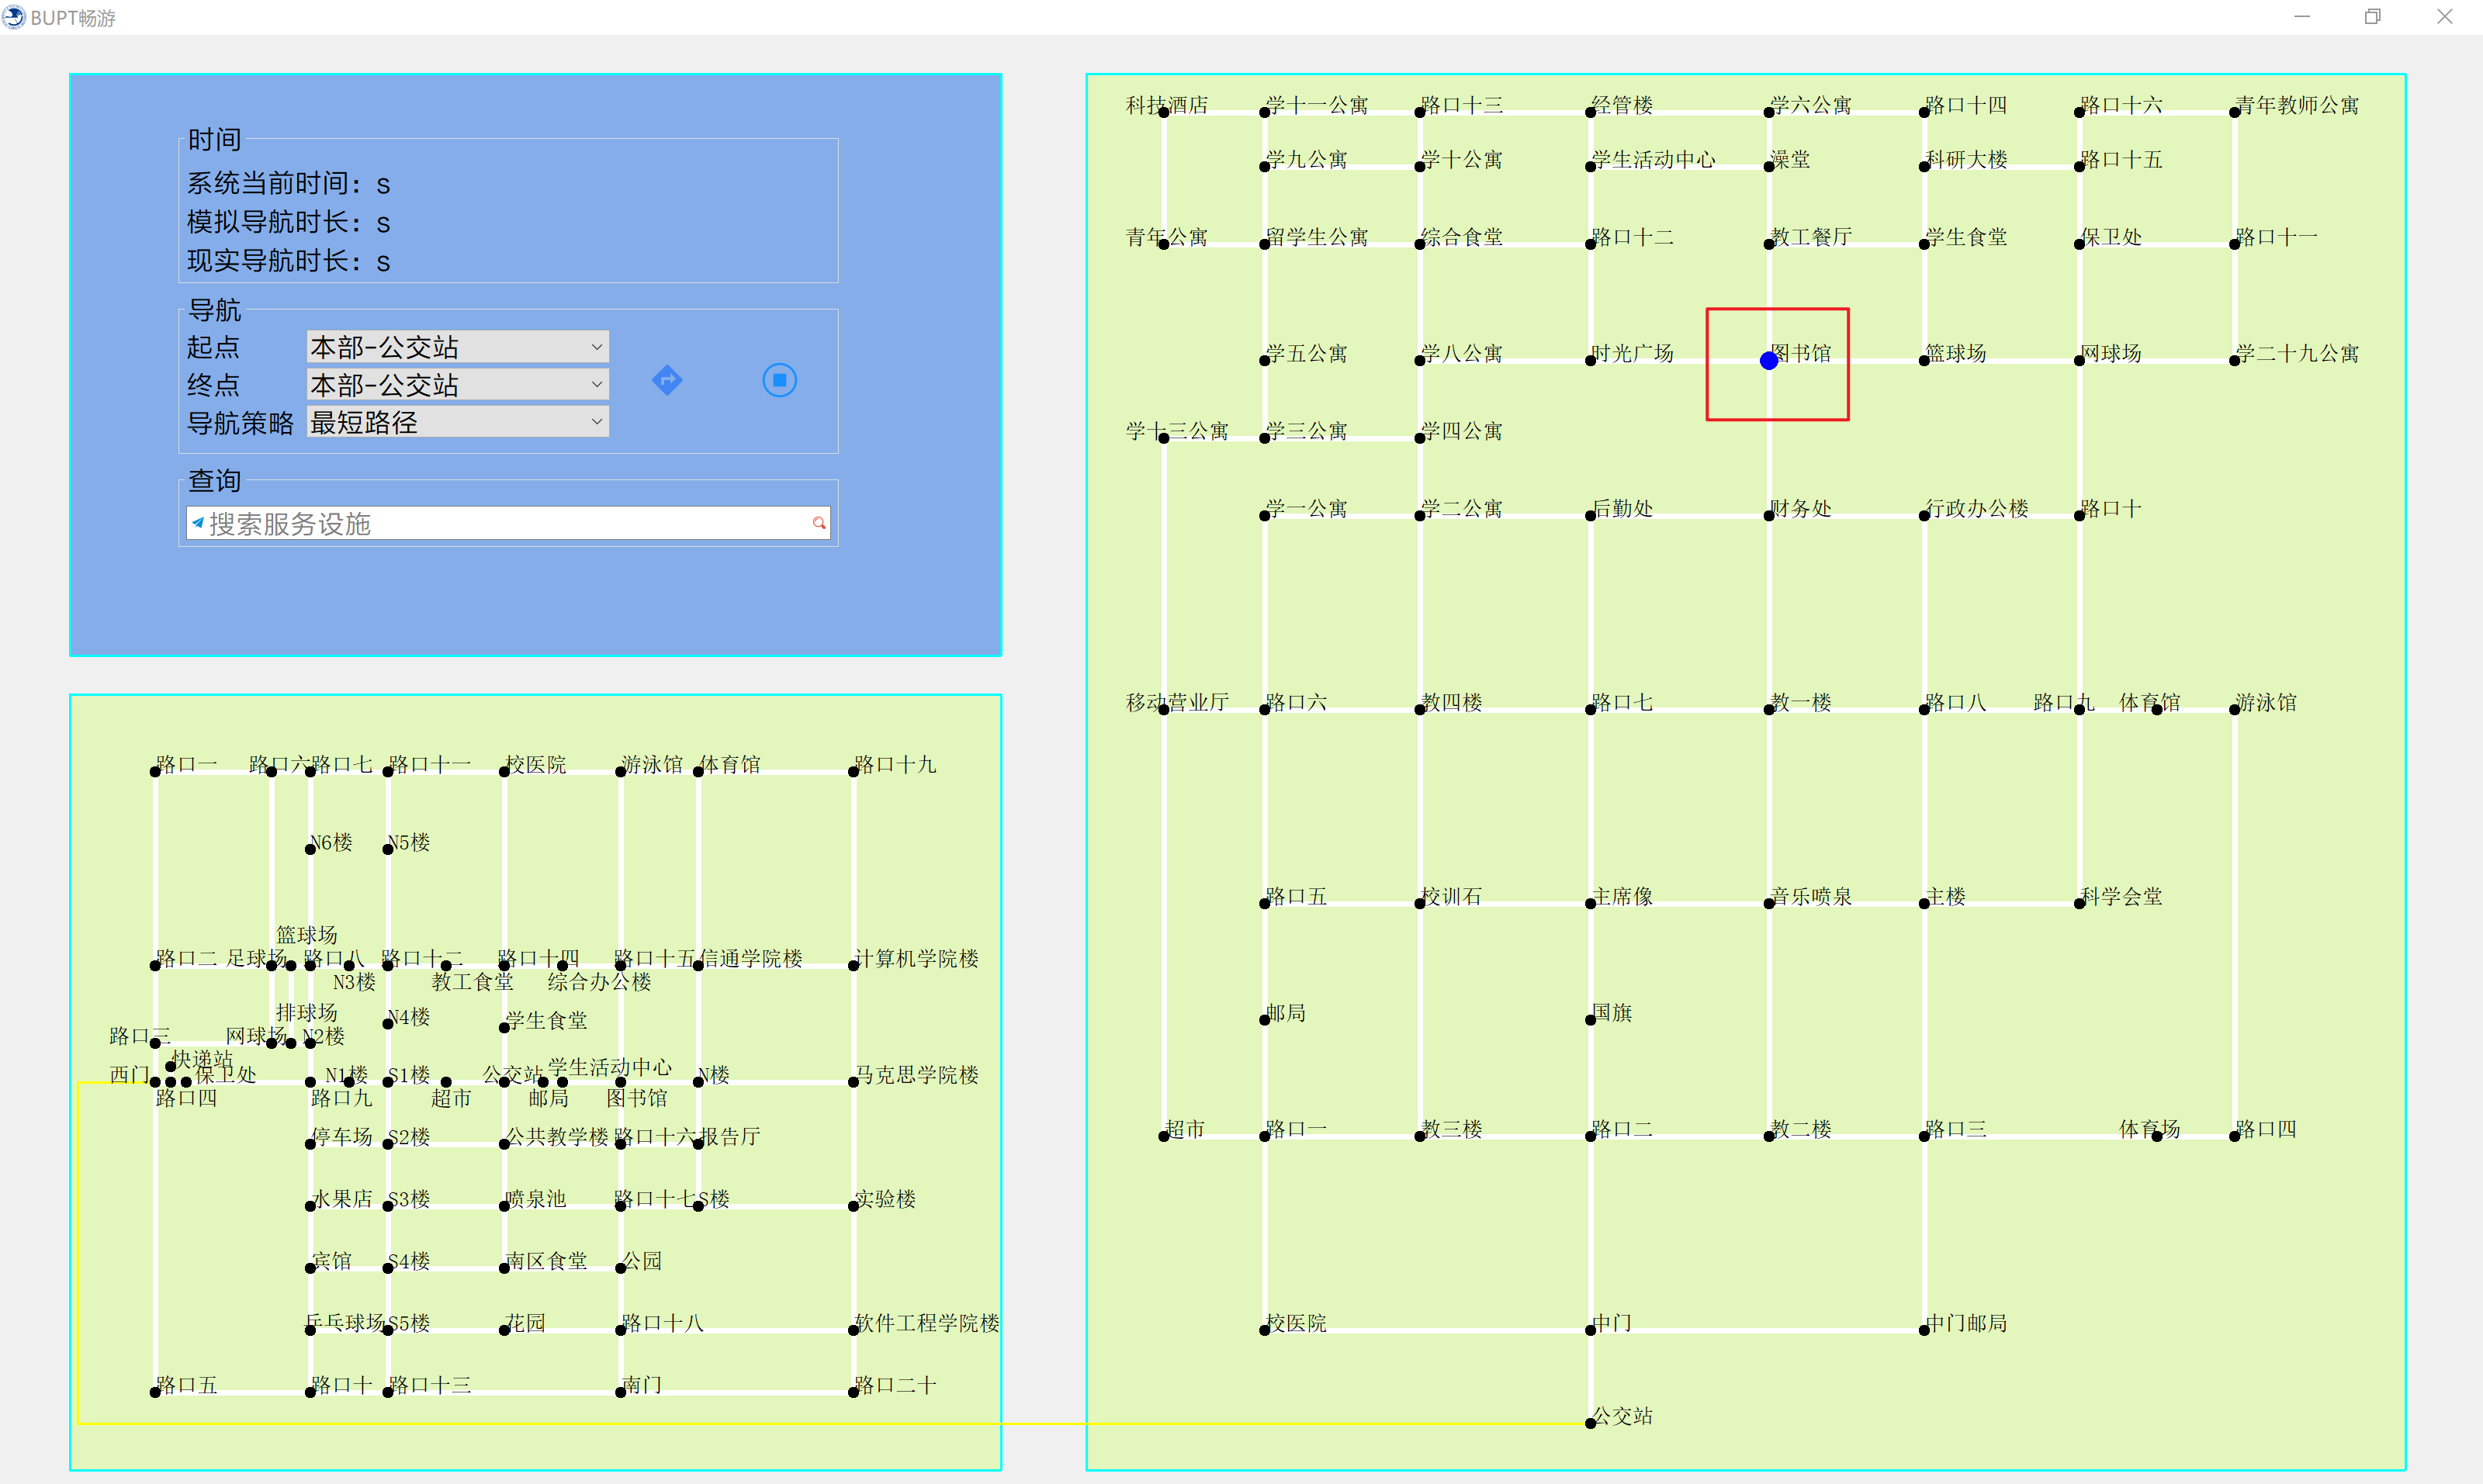 BUPT畅游
时间
系统当前时间: s
模拟导航时长: s
现实导航时长: s
导航
起点 本部-公交站
终点 本部-公交站
导航策略 最短路径
查询
搜索服务设施
路口一 路口六 路口七 路口十一 校医院 游泳馆 体育馆 路口十九
N6楼 N5楼
篮球场
路口二 足球场 路口八 路口十二 路口十四 路口十五 信通学院楼 计算机学院楼
N3楼 教工食堂 综合办公楼
排球场 N4楼 学生食堂
路口三 网球场 N2楼
快递站 学生活动中心
西门 保卫处 N1楼 S1楼 公交站 N楼 马克思学院楼
路口四 路口九 超市 邮局 图书馆
停车场 S2楼 公共教学楼 路口十六 报告厅
水果店 S3楼 喷泉池 路口十七 S楼 实验楼
宾馆 S4楼 南区食堂 公园
乒乓球场 S5楼 花园 路口十八 软件工程学院楼
路口五 路口十 路口十三 南门 路口二十
科技酒店 学十一公寓 路口十三 经管楼 学六公寓 路口十四 路口十六 青年教师公寓
学九公寓 学十公寓 学生活动中心 澡堂 科研大楼 路口十五
青年公寓 留学生公寓 综合食堂 路口十二 教工餐厅 学生食堂 保卫处 路口十一
学五公寓 学八公寓 时光广场 图书馆 篮球场 网球场 学二十九公寓
学十三公寓 学三公寓 学四公寓
学一公寓 学二公寓 后勤处 财务处 行政办公楼 路口十
移动营业厅 路口六 教四楼 路口七 教一楼 路口八 路口九 体育馆 游泳馆
路口五 校训石 主席像 音乐喷泉 主楼 科学会堂
邮局 国旗
超市 路口一 教三楼 路口二 教二楼 路口三 体育场 路口四
校医院 中门 中门邮局
公交站